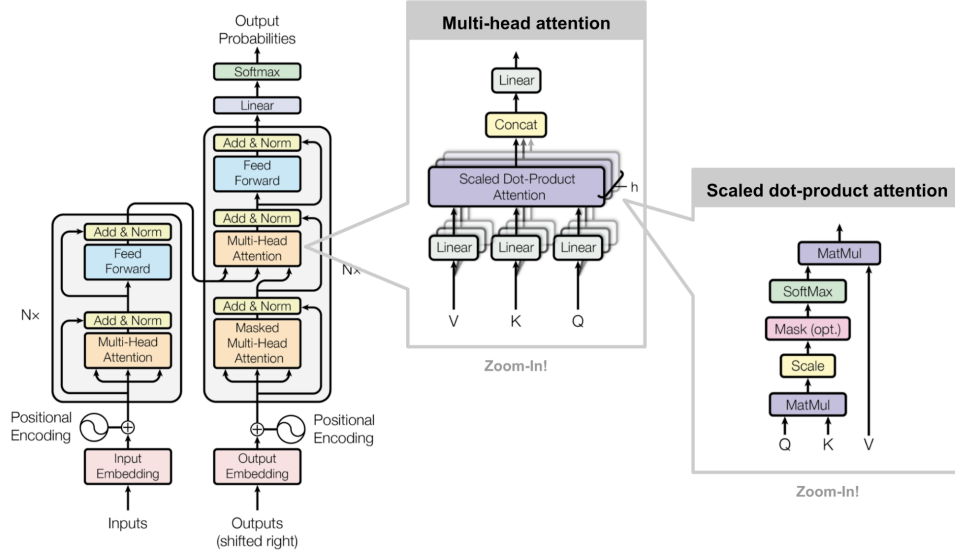 Output
Probabilities
Softmax
Linear
Add & Norm
Feed
Forward
Add & Norm
Multi-Head
Attention
Nx
Add & Norm
Masked
Multi-Head
Attention
Positional
Encoding
Output
Embedding
Outputs
(shifted right)
Add & Norm
Feed
Forward
Nx
Add & Norm
Multi-Head
Attention
Positional
Encoding
Input
Embedding
Inputs
Multi-head attention
Linear
Concat
Scaled Dot-Product
Attention
h
Linear
Linear
Linear
V
K
Q
Zoom-In!
Scaled dot-product attention
MatMul
SoftMax
Mask (opt.)
Scale
MatMul
Q
K
V
Zoom-In!